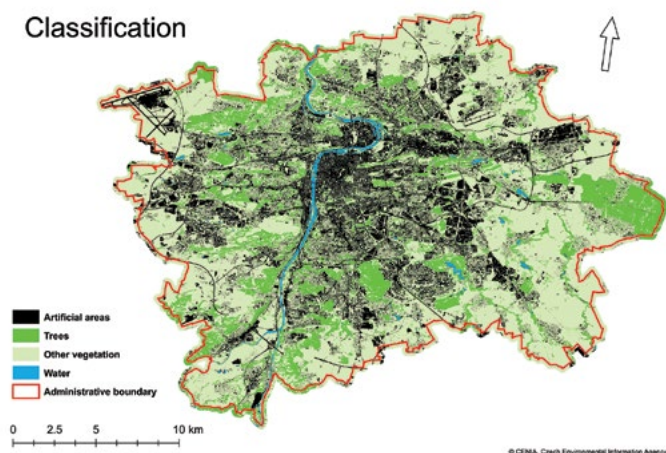 Classification
Artificial areas
Trees
Other vegetation
Water
Administrative boundary
0 2.5 5 10 km
© CENIA, Czech Environmental Information Agency